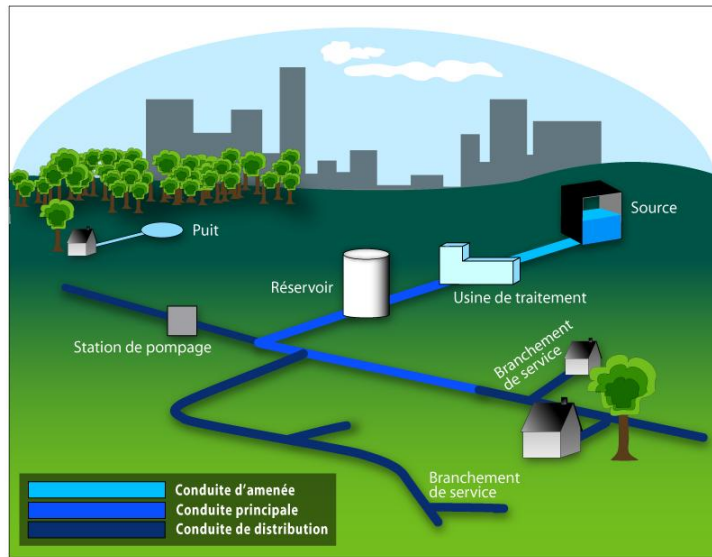 Source
Puit
Réservoir
Usine de traitement
Station de pompage
Branchement
de service
Branchement
de service
Conduite d'amenée
Conduite principale
Conduite de distribution